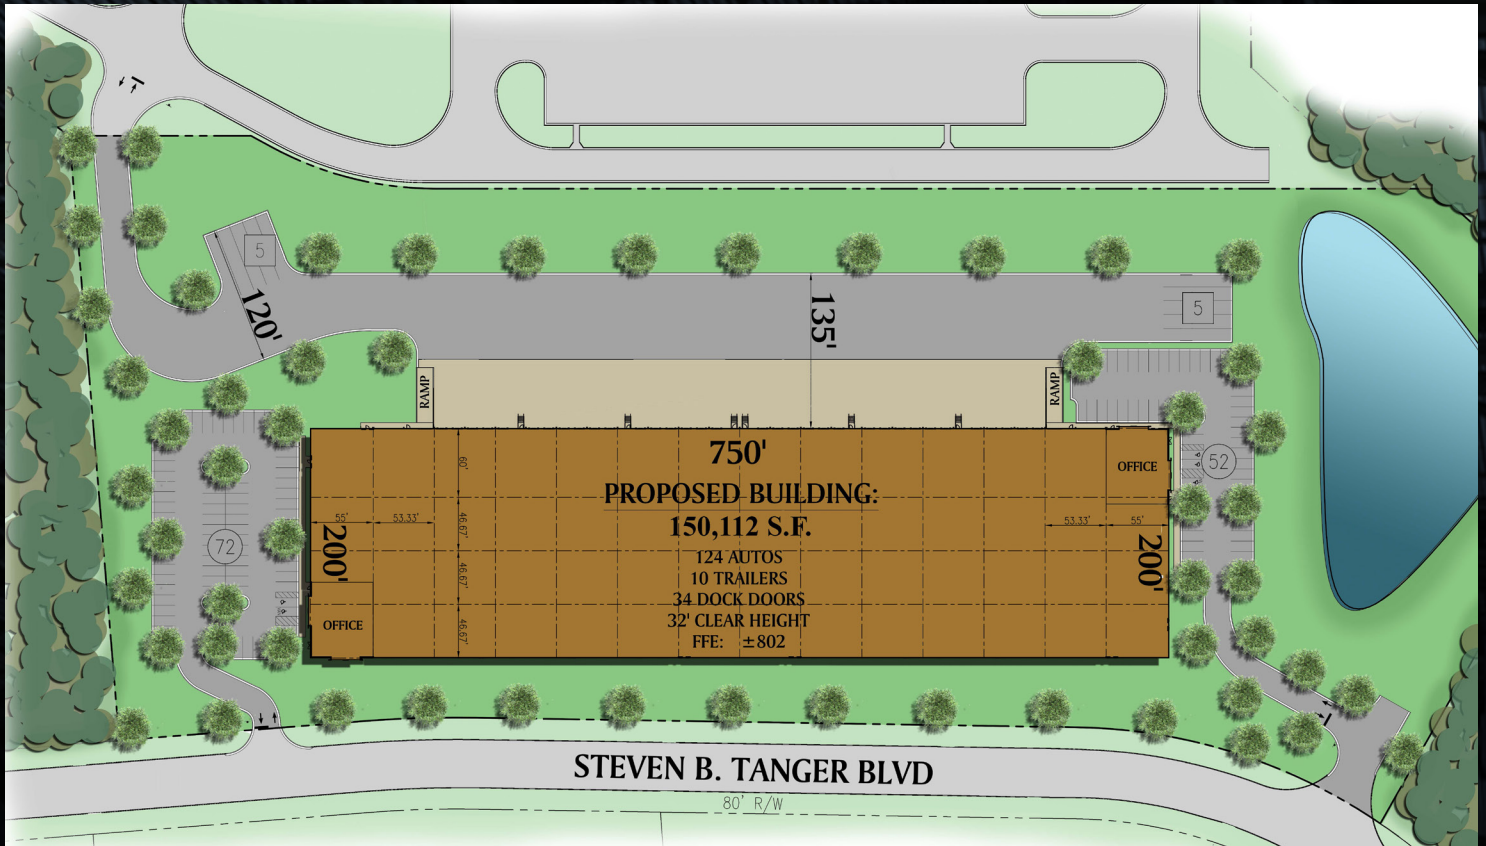 5
120'
135'
5
RAMP
RAMP
750'
PROPOSED BUILDING:
150,112 S.F.
124 AUTOS
10 TRAILERS
34 DOCK DOORS
32' CLEAR HEIGHT
FFE: ±802
OFFICE
52
60'
55'
53.33'
46.67'
53.33'
55'
200'
200'
72
46.67'
OFFICE
46.67'
STEVEN B. TANGER BLVD
80' R/W